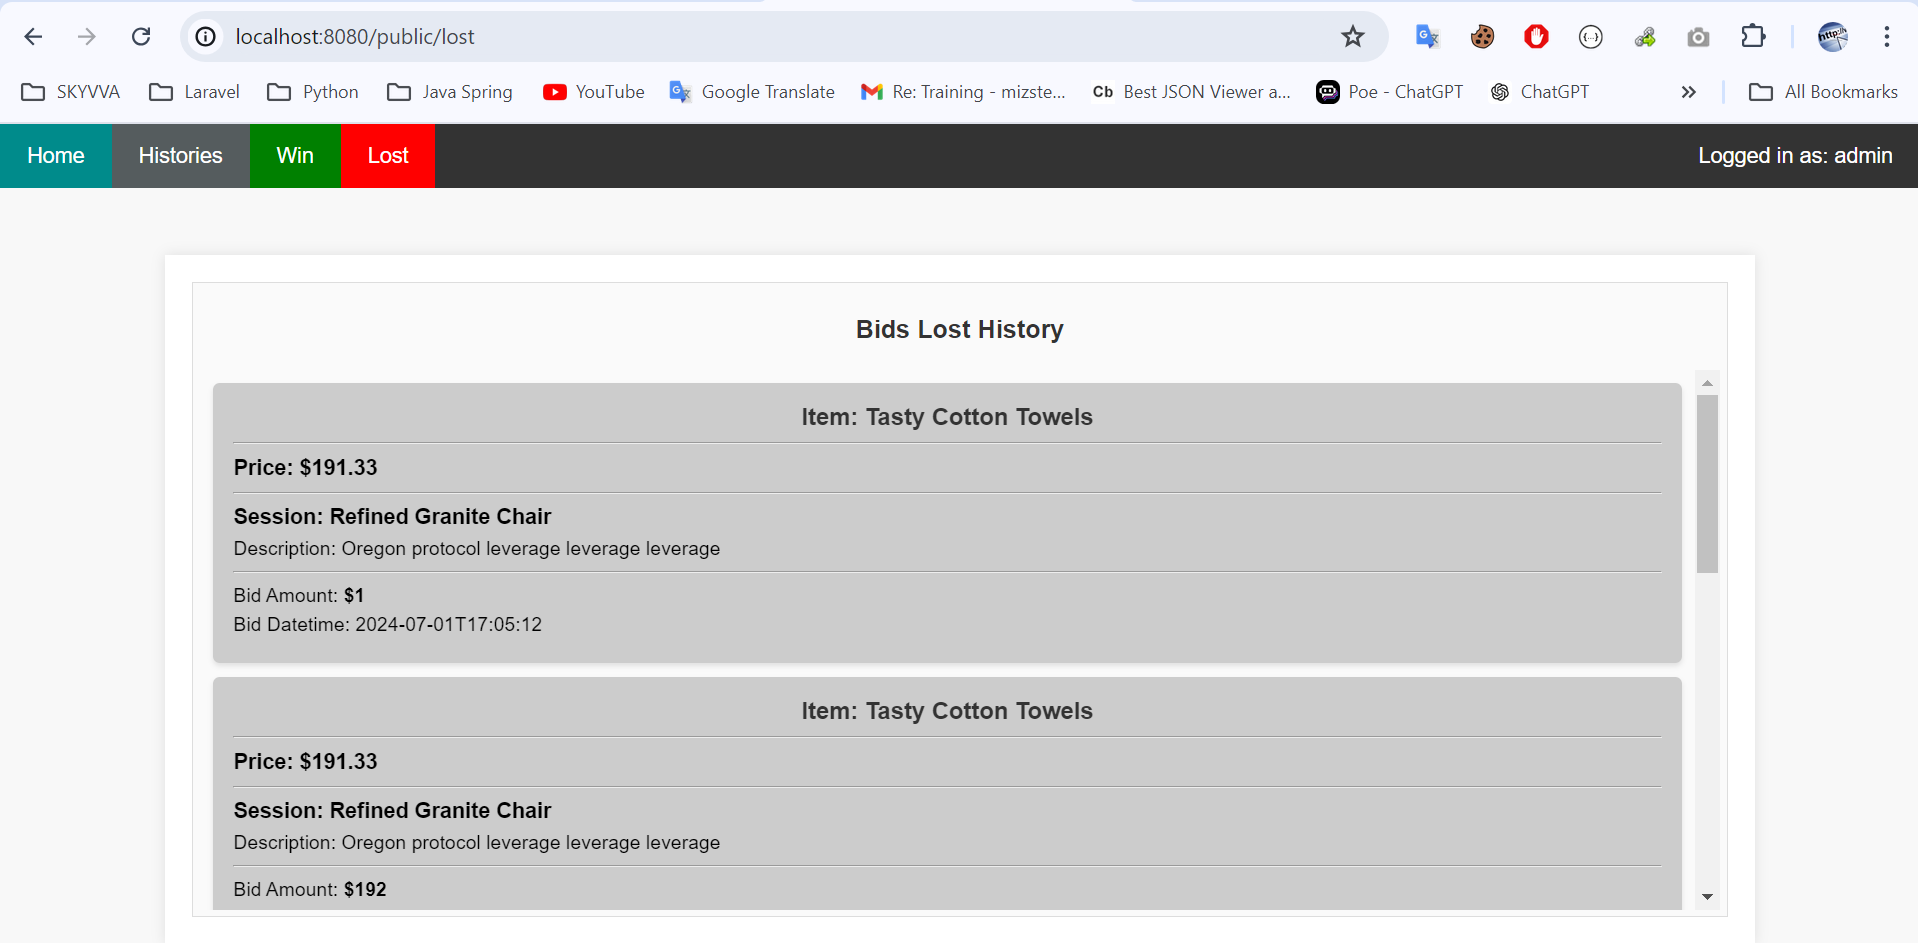 localhost:8080/public/lost
SKYVVA Laravel Python Java Spring YouTube Google Translate Re: Training - mizste... Cb Best JSON Viewer a... Poe - ChatGPT ChatGPT » All Bookmarks
Home Histories Win Lost Logged in as: admin
Bids Lost History
Item: Tasty Cotton Towels
Price: $191.33
Session: Refined Granite Chair
Description: Oregon protocol leverage leverage leverage
Bid Amount: $1
Bid Datetime: 2024-07-01T17:05:12
Item: Tasty Cotton Towels
Price: $191.33
Session: Refined Granite Chair
Description: Oregon protocol leverage leverage leverage
Bid Amount: $192